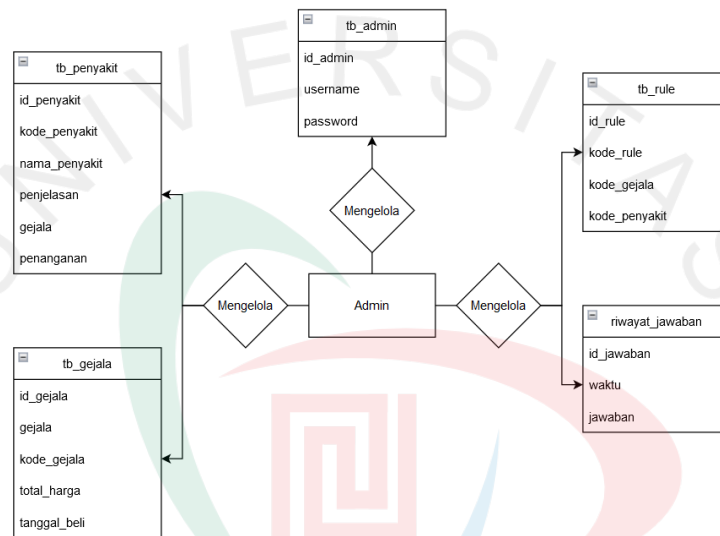 tb_admin
id_admin
username
password
tb_penyakit
id_penyakit
kode_penyakit
nama_penyakit
penjelasan
gejala
penanganan
tb_rule
id_rule
kode_rule
kode_gejala
kode_penyakit
Mengelola
Mengelola
Admin
Mengelola
tb_gejala
id_gejala
gejala
kode_gejala
total_harga
tanggal_beli
riwayat_jawaban
id_jawaban
waktu
jawaban
UNIVERSITAS